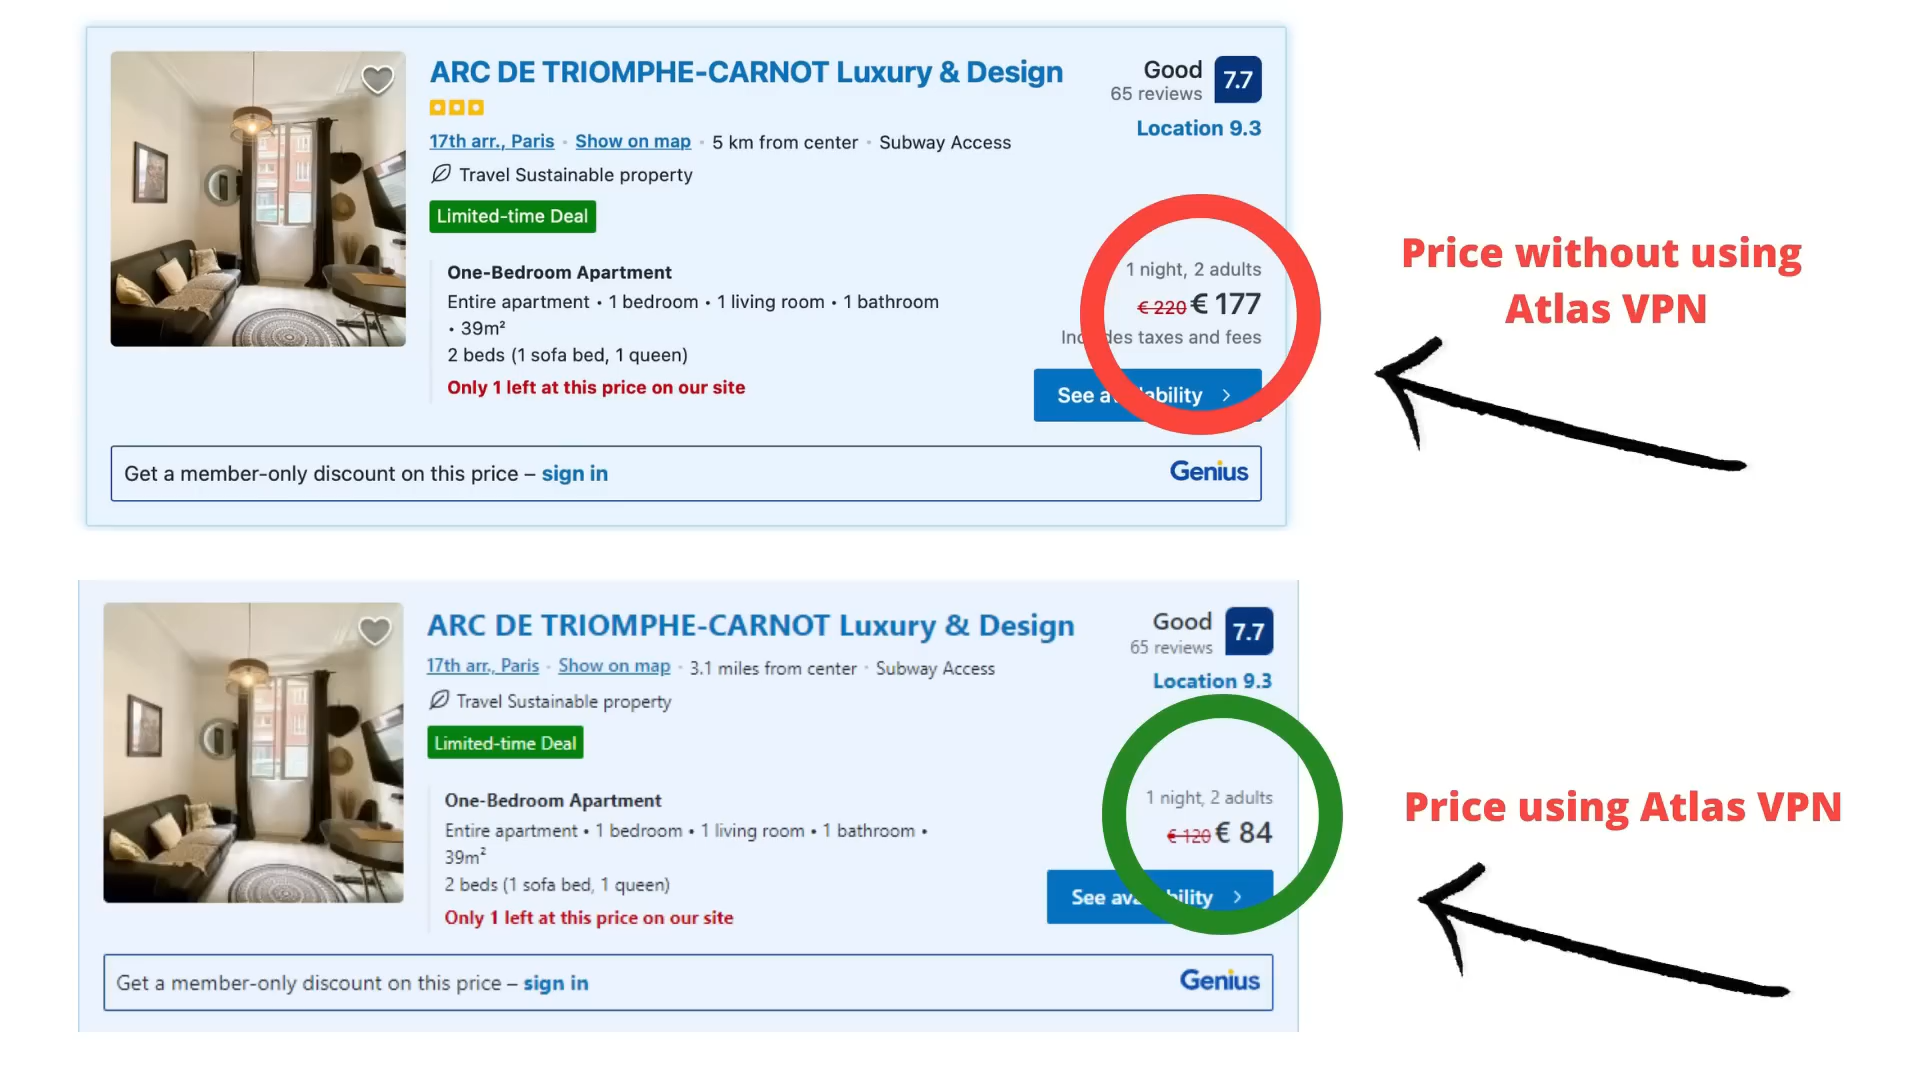 ARC DE TRIOMPHE-CARNOT Luxury & Design
Good
65 reviews
7.7
Location 9.3
17th arr., Paris · Show on map · 5 km from center · Subway Access
Travel Sustainable property
Limited-time Deal
One-Bedroom Apartment
Entire apartment • 1 bedroom • 1 living room • 1 bathroom
• 39m²
2 beds (1 sofa bed, 1 queen)
Only 1 left at this price on our site
1 night, 2 adults
€ 220 € 177
taxes and fees
See
Get a member-only discount on this price – sign in
Genius
Price without using
Atlas VPN
ARC DE TRIOMPHE-CARNOT Luxury & Design
Good
65 reviews
7.7
Location 9.3
17th arr., Paris · Show on map · 3.1 miles from center · Subway Access
Travel Sustainable property
Limited-time Deal
One-Bedroom Apartment
Entire apartment • 1 bedroom • 1 living room • 1 bathroom •
39m²
2 beds (1 sofa bed, 1 queen)
Only 1 left at this price on our site
1 night, 2 adults
€ 120 € 84
See
Get a member-only discount on this price – sign in
Genius
Price using Atlas VPN